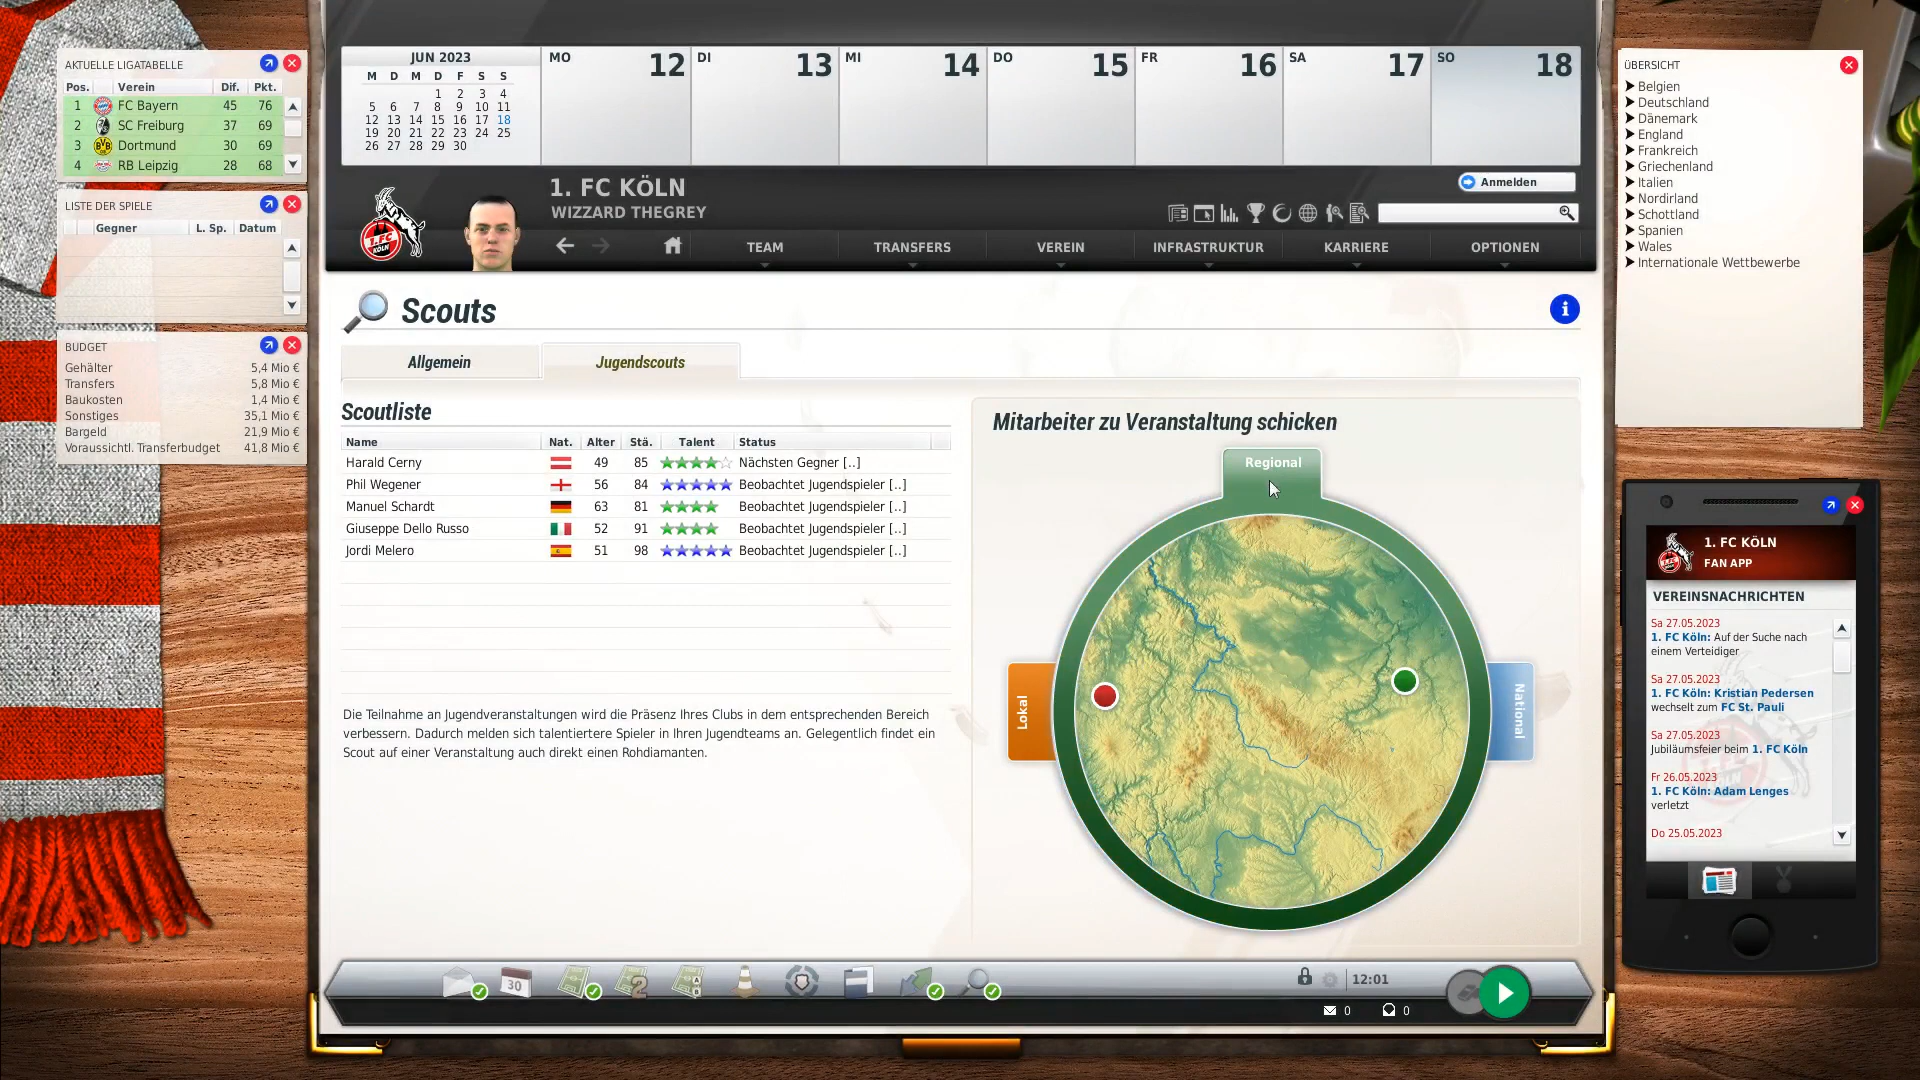 AKTUELLE LIGATABELLE
Pos. Verein Dif. Pkt.
1 FC Bayern 45 76
2 SC Freiburg 37 69
3 Dortmund 30 69
4 RB Leipzig 28 68
LISTE DER SPIELE
Gegner L. Sp. Datum
BUDGET
Gehälter 5,4 Mio €
Transfers 5,8 Mio €
Baukosten 1,4 Mio €
Sonstiges 35,1 Mio €
Bargeld 21,9 Mio €
Voraussichtl. Transferbudget 41,8 Mio €
JUN 2023
M D M D F S S
1 2 3 4
5 6 7 8 9 10 11
12 13 14 15 16 17 18
19 20 21 22 23 24 25
26 27 28 29 30
MO 12 DI 13 MI 14 DO 15 FR 16 SA 17 SO 18
1. FC KÖLN
WIZZARD THEGREY
Anmelden
TEAM TRANSFERS VEREIN INFRASTRUKTUR KARRIERE OPTIONEN
Scouts
Allgemein Jugendscouts
Scoutliste
Name Nat. Alter Stä. Talent Status
Harald Cerny 49 85 Nächsten Gegner [..]
Phil Wegener 56 84 Beobachtet Jugendspieler [..]
Manuel Schardt 63 81 Beobachtet Jugendspieler [..]
Giuseppe Dello Russo 52 91 Beobachtet Jugendspieler [..]
Jordi Melero 51 98 Beobachtet Jugendspieler [..]
Die Teilnahme an Jugendveranstaltungen wird die Präsenz Ihres Clubs in dem entsprechenden Bereich
verbessern. Dadurch melden sich talentiertere Spieler in Ihren Jugendteams an. Gelegentlich findet ein
Scout auf einer Veranstaltung auch direkt einen Rohdiamanten.
Mitarbeiter zu Veranstaltung schicken
Regional
Lokal
National
30
2
12:01
0 0
ÜBERSICHT
Belgien
Deutschland
Dänemark
England
Frankreich
Griechenland
Italien
Nordirland
Schottland
Spanien
Wales
Internationale Wettbewerbe
1. FC KÖLN
FAN APP
VEREINSNACHRICHTEN
Sa 27.05.2023
1. FC Köln: Auf der Suche nach
einem Verteidiger
Sa 27.05.2023
1. FC Köln: Kristian Pedersen
wechselt zum FC St. Pauli
Sa 27.05.2023
Jubiläumsfeier beim 1. FC Köln
Fr 26.05.2023
1. FC Köln: Adam Lenges
verletzt
Do 25.05.2023